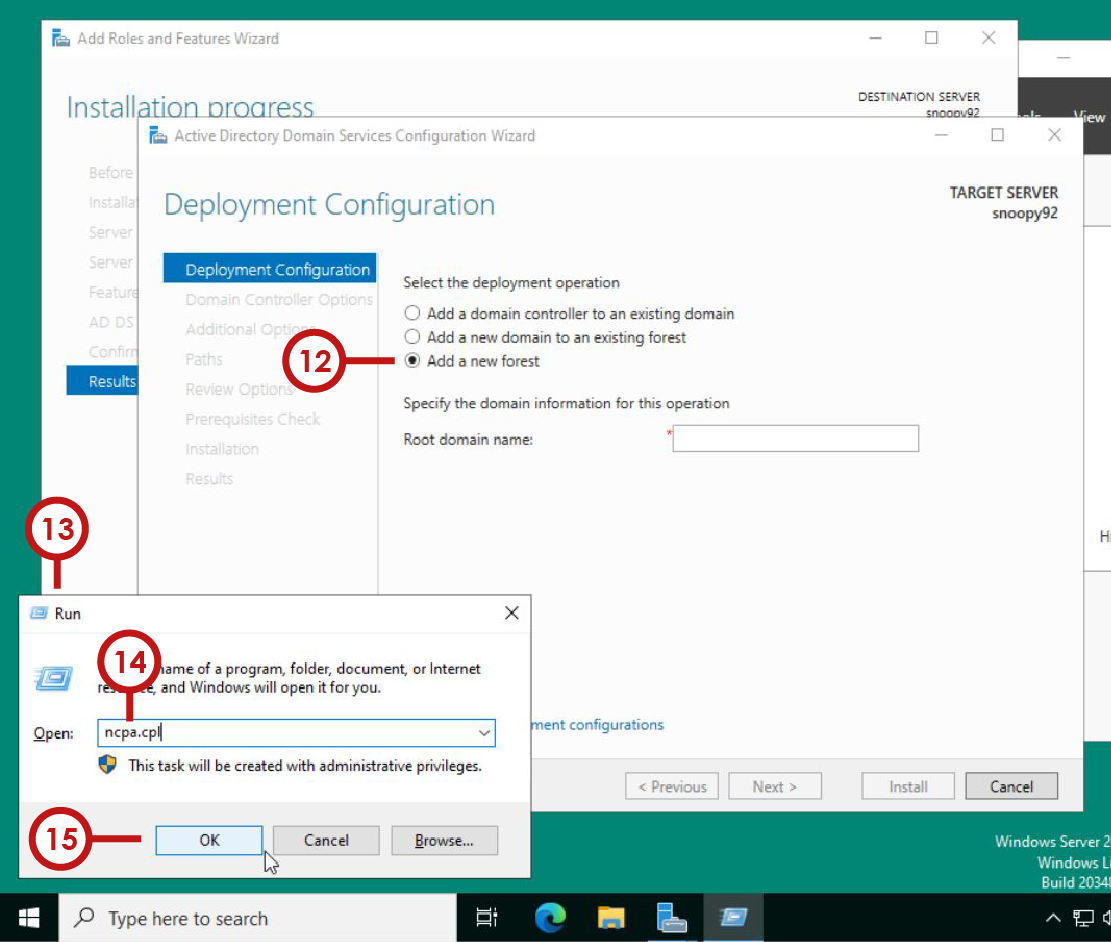 Add Roles and Features Wizard
Installation progress
DESTINATION SERVER
snoopy92
View
Active Directory Domain Services Configuration Wizard
Deployment Configuration
TARGET SERVER
snoopy92
Before
Server
Server
Feature
AD DS
Results
Deployment Configuration
Domain Controller Options
Additional Options
Paths
Review Options
Prerequisites Check
Installation
Results
Select the deployment operation
Add a domain controller to an existing domain
Add a new domain to an existing forest
12
Add a new forest
Specify the domain information for this operation
Root domain name:
*
13
Run
14
name of a program, folder, document, or Internet
and Windows will open it for you.
Open:
ncpa.cpl
This task will be created with administrative privileges.
15
OK
Cancel
Browse...
configurations
< Previous
Next >
Install
Cancel
Windows Server 2
Windows Li
Build 2034
Type here to search